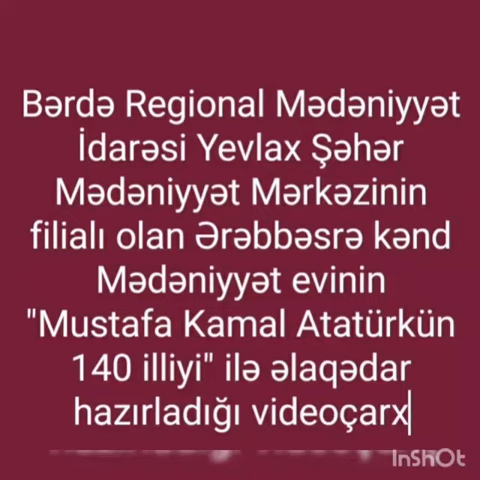 Bərdə Regional Mədəniyyət
İdarəsi Yevlax Şəhər
Mədəniyyət Mərkəzinin
filialı olan Ərəbbəsrə kənd
Mədəniyyət evinin
"Mustafa Kamal Atatürkün
140 illiyi" ilə əlaqədar
hazırladığı videoçarx
InShOt